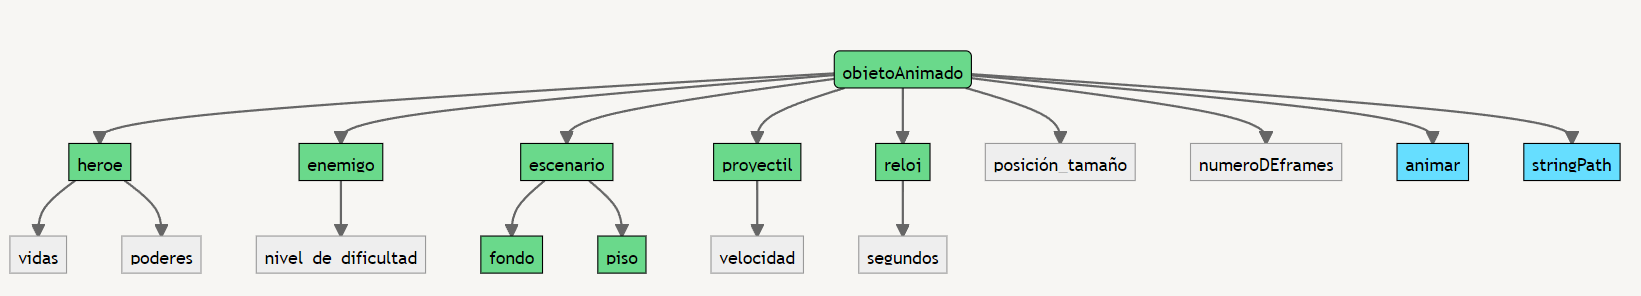 objetoAnimado
heroe
enemigo
escenario
proyectil
reloj
posición_tamaño
numeroDEframes
animar
stringPath
vidas
poderes
nivel de dificultad
fondo
piso
velocidad
segundos